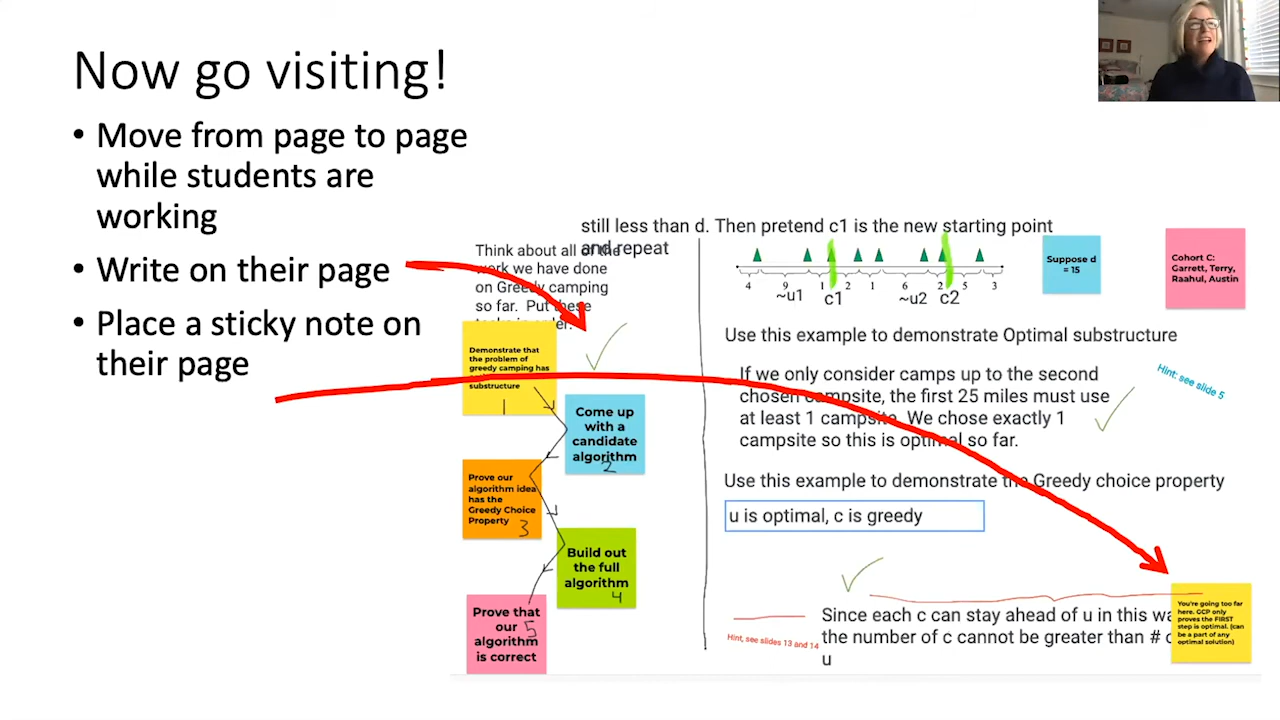 Now go visiting!
• Move from page to page
while students are
working
• Write on their page
• Place a sticky note on
their page
still less than d. Then pretend c1 is the new starting point
and repeat
Think about all of the
work we have done
on Greedy camping
so far. Put these
Demonstrate that
the problem of
greedy camping has
substructure
1
Come up
with a
candidate
algorithm
2
Prove our
algorithm idea
has the
Greedy Choice
Property
3
Build out
the full
algorithm
4
Prove that
our
algorithm
is correct
5
4 9 1 2 1 6 2 5 3
~u1 c1 ~u2 c2
Suppose d
= 15
Cohort C:
Garrett, Terry,
Raahul, Austin
Use this example to demonstrate Optimal substructure
If we only consider camps up to the second
chosen campsite, the first 25 miles must use
at least 1 campsite. We chose exactly 1
campsite so this is optimal so far.
Hint: see slide 5
Use this example to demonstrate the Greedy choice property
u is optimal, c is greedy
Since each c can stay ahead of u in this
the number of c cannot be greater than #
u
Hint, see slides 13 and 14
You're going too far
here. GCP only
proves the FIRST
step is optimal. (can
be a part of any
optimal solution)